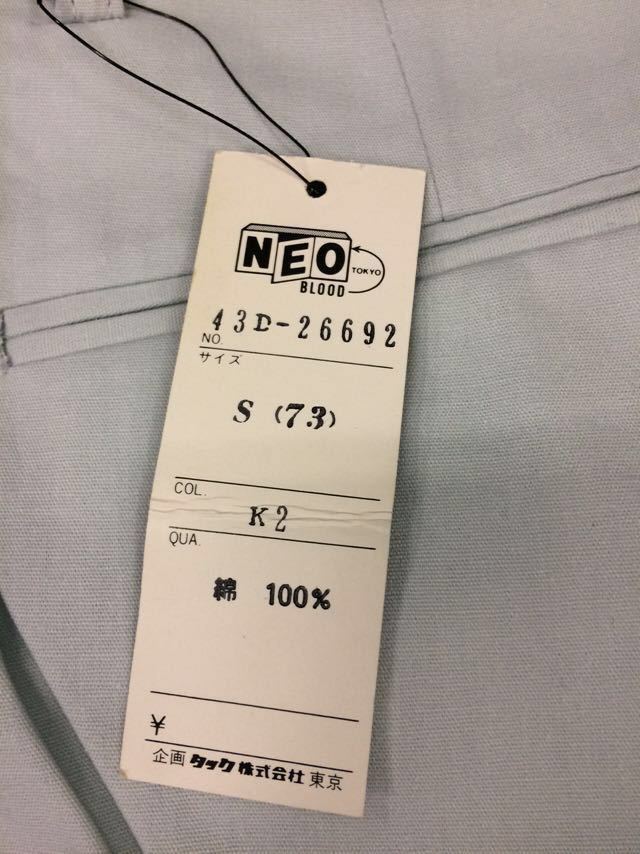 NEO
TOKYO
BLOOD
43D-26692
NO.
サイズ
S (73)
COL.
K2
QUA.
綿 100%
¥
企画 タック株式会社 東京